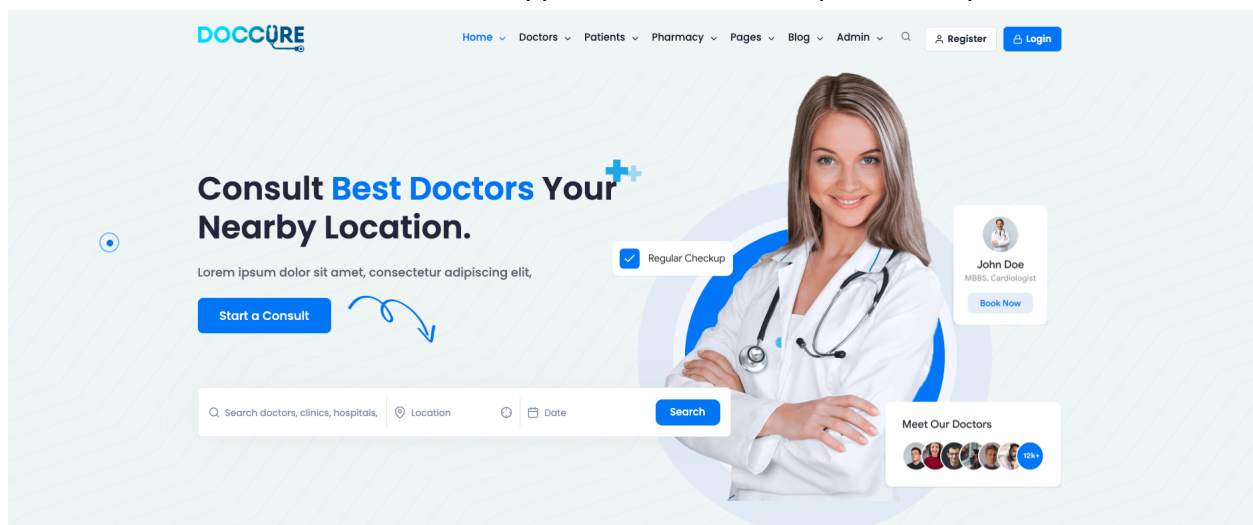 DOCCURE
Home Doctors Patients Pharmacy Pages Blog Admin Register Login
Consult Best Doctors Your
Nearby Location.
Lorem ipsum dolor sit amet, consectetur adipiscing elit,
Start a Consult
Regular Checkup
John Doe
MBBS, Cardiologist
Book Now
Search doctors, clinics, hospitals, Location Date Search
Meet Our Doctors
12k+